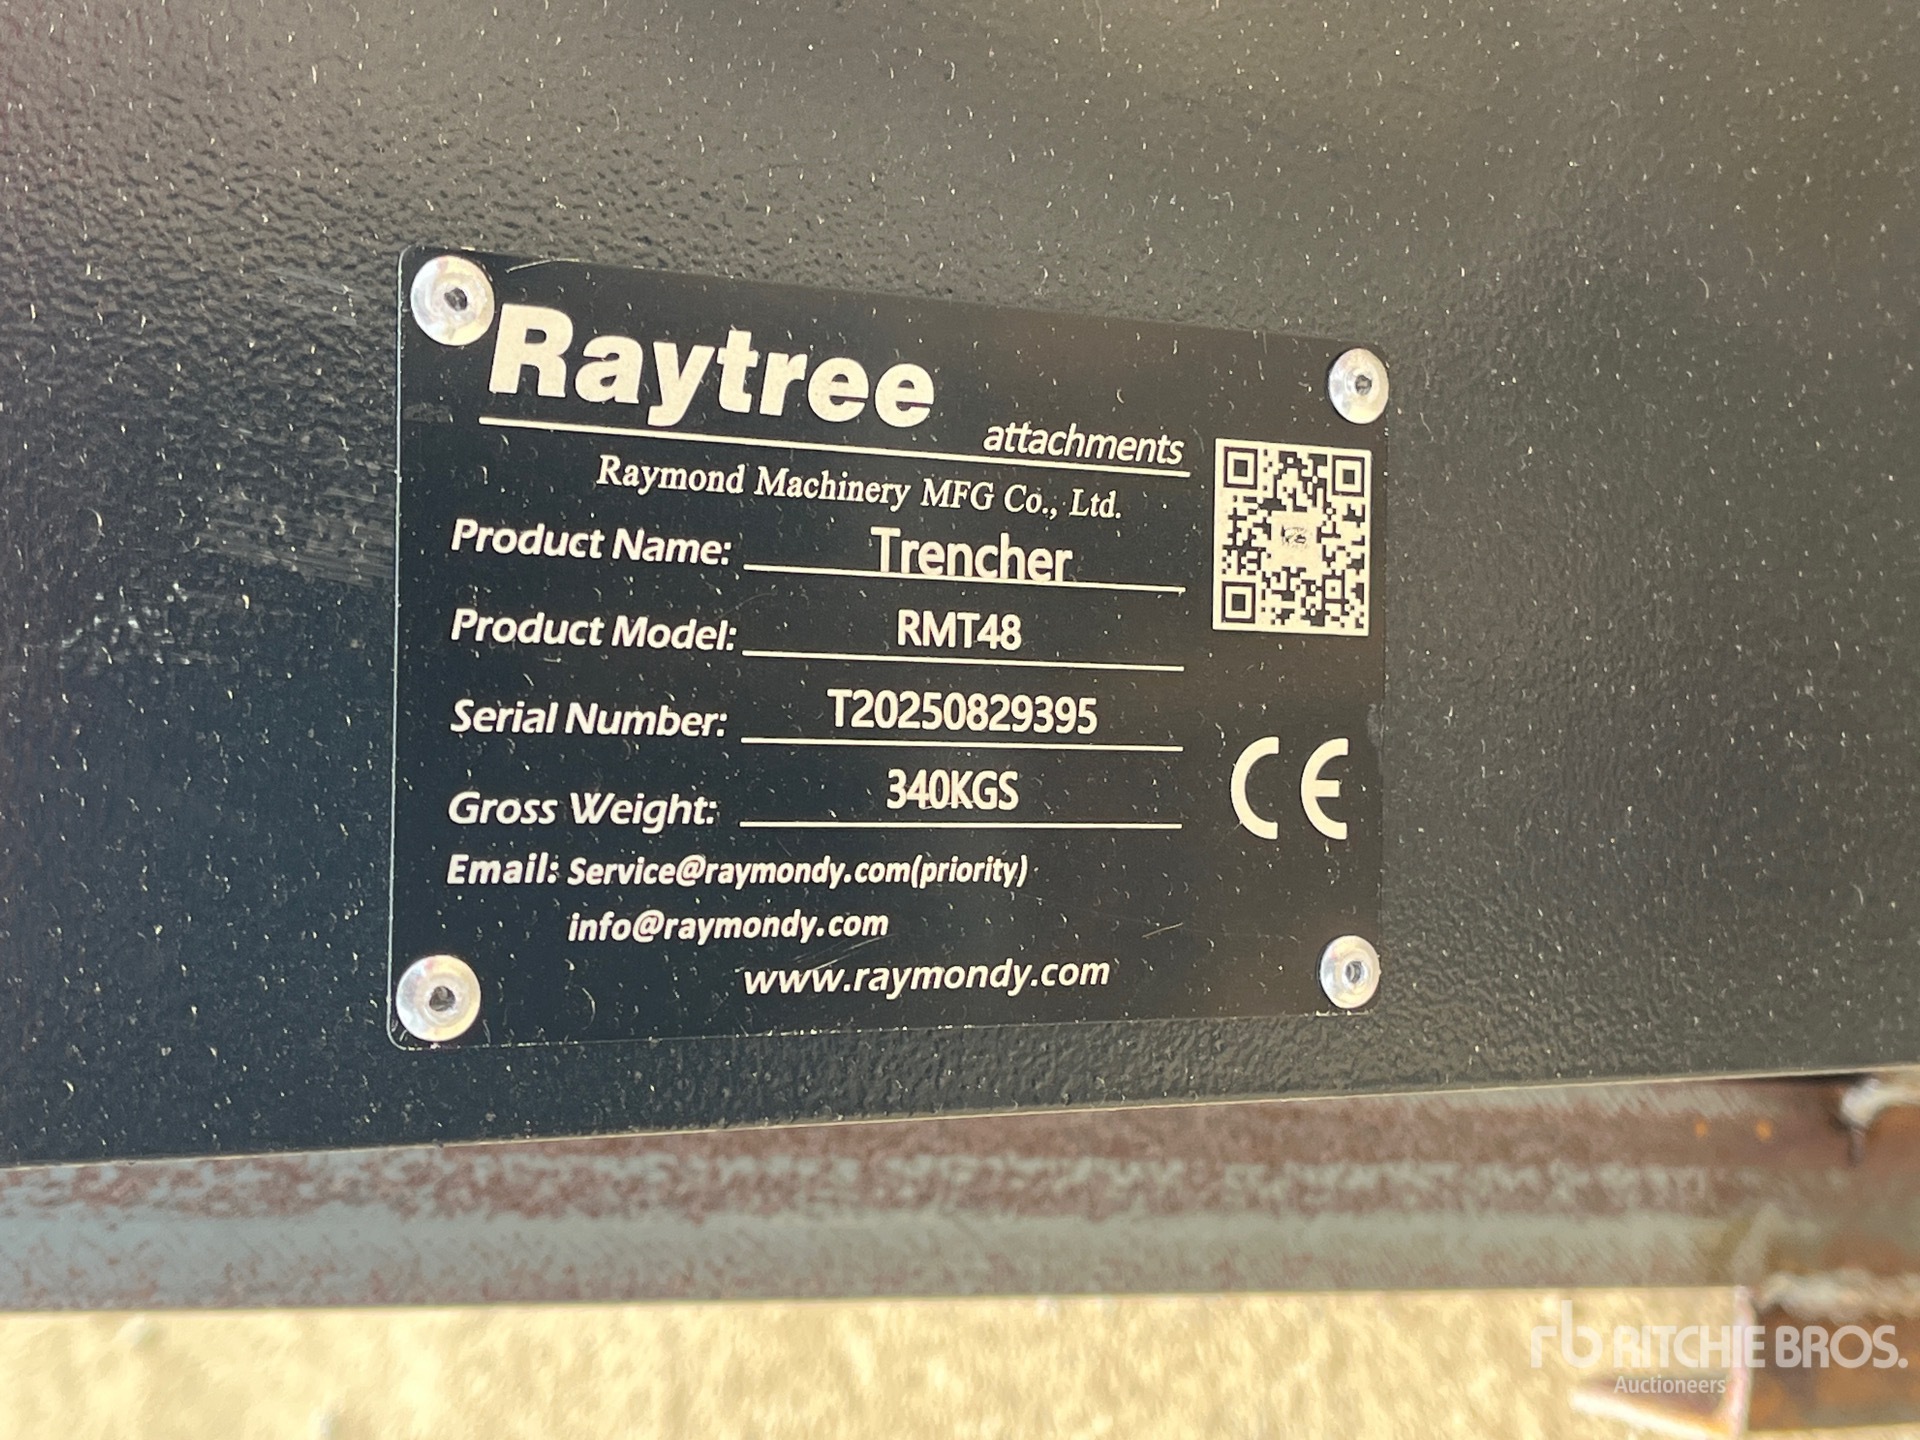 Raytree
attachments
Raymond Machinery MFG Co., Ltd.
Product Name: Trencher
Product Model: RMT48
Serial Number: T20250829395
Gross Weight: 340KGS
CE
Email: Service@raymondy.com(priority)
info@raymondy.com
www.raymondy.com
rb RITCHIE BROS.
Auctioneers